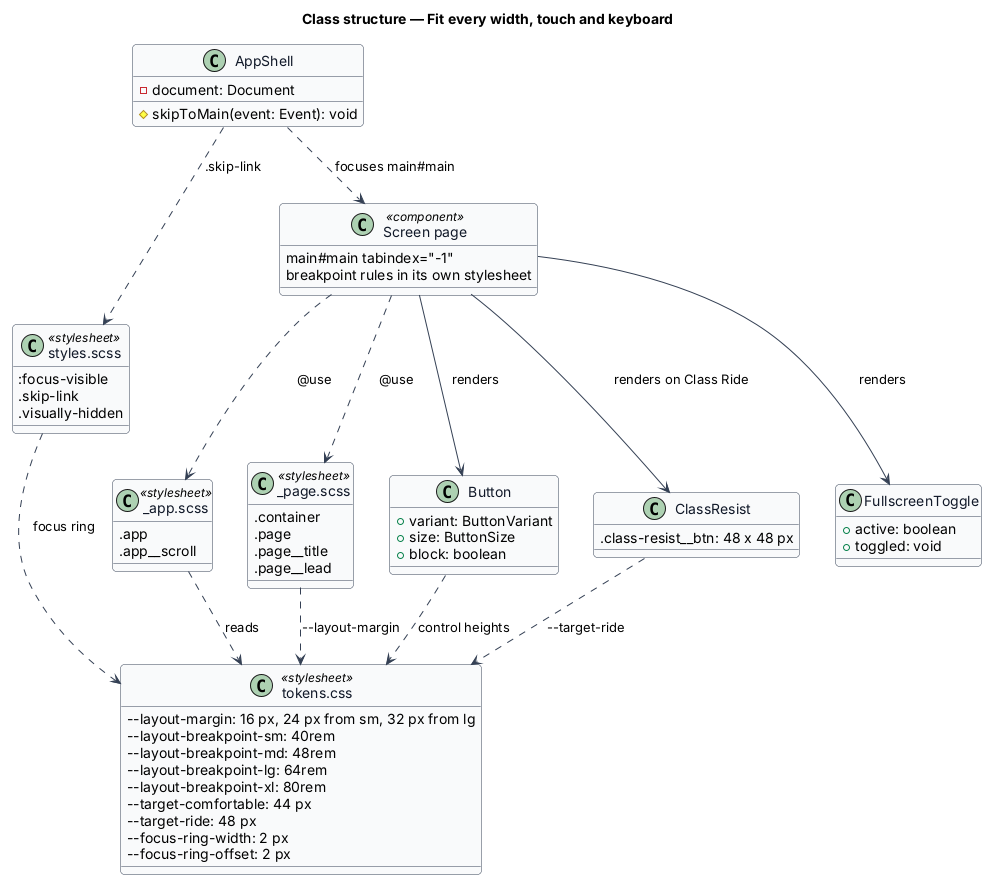 Class structure — Fit every width, touch and keyboard
C AppShell
document: Document
skipToMain(event: Event): void
.skip-link
focuses main#main
C «component»
Screen page
main#main tabindex="-1"
breakpoint rules in its own stylesheet
C «stylesheet»
styles.scss
:focus-visible
.skip-link
.visually-hidden
@use
@use
renders
renders on Class Ride
renders
C «stylesheet»
_app.scss
.app
.app__scroll
C «stylesheet»
_page.scss
.container
.page
.page__title
.page__lead
C Button
variant: ButtonVariant
size: ButtonSize
block: boolean
C ClassResist
.class-resist__btn: 48 x 48 px
C FullscreenToggle
active: boolean
toggled: void
focus ring
reads
--layout-margin
control heights
--target-ride
C «stylesheet»
tokens.css
--layout-margin: 16 px, 24 px from sm, 32 px from lg
--layout-breakpoint-sm: 40rem
--layout-breakpoint-md: 48rem
--layout-breakpoint-lg: 64rem
--layout-breakpoint-xl: 80rem
--target-comfortable: 44 px
--target-ride: 48 px
--focus-ring-width: 2 px
--focus-ring-offset: 2 px